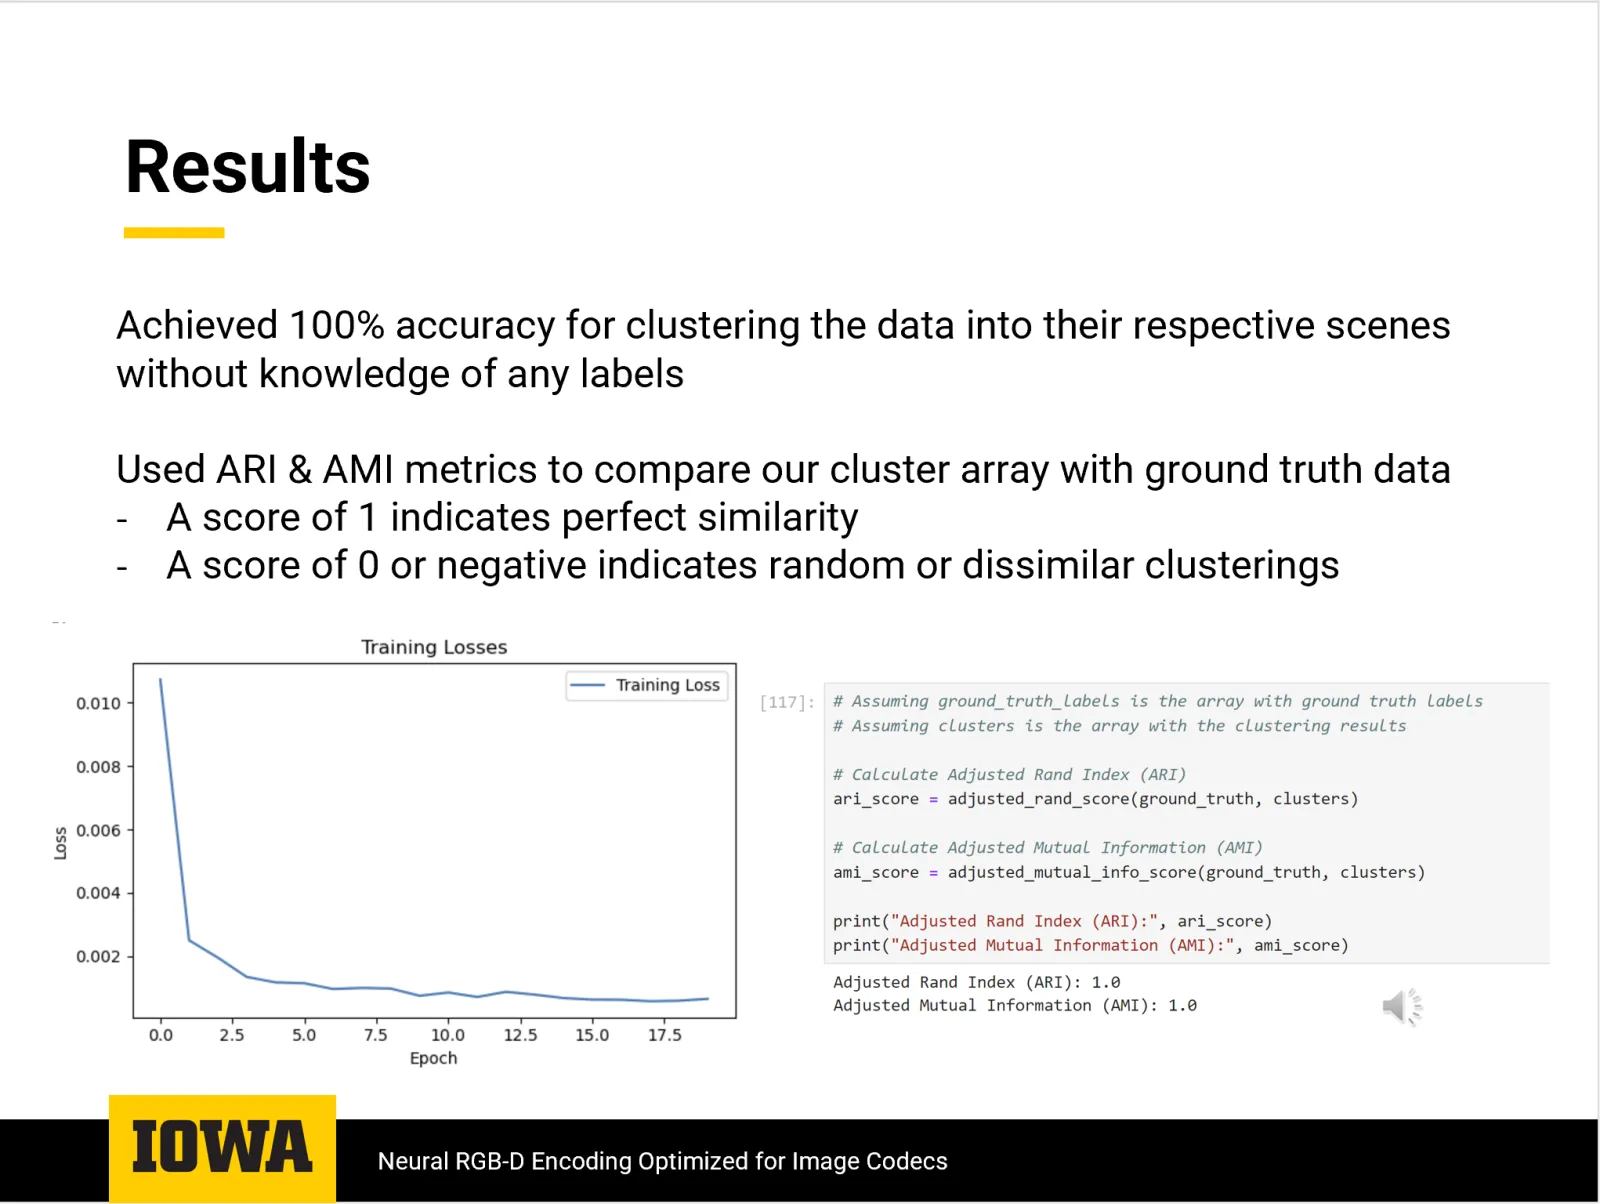 Results
Achieved 100% accuracy for clustering the data into their respective scenes
without knowledge of any labels
Used ARI & AMI metrics to compare our cluster array with ground truth data
- A score of 1 indicates perfect similarity
- A score of 0 or negative indicates random or dissimilar clusterings
Training Losses
Training Loss
0.010
0.008
0.006
0.004
0.002
Loss
0.0 2.5 5.0 7.5 10.0 12.5 15.0 17.5
Epoch
[117]:
# Assuming ground_truth_labels is the array with ground truth labels
# Assuming clusters is the array with the clustering results
# Calculate Adjusted Rand Index (ARI)
ari_score = adjusted_rand_score(ground_truth, clusters)
# Calculate Adjusted Mutual Information (AMI)
ami_score = adjusted_mutual_info_score(ground_truth, clusters)
print("Adjusted Rand Index (ARI):", ari_score)
print("Adjusted Mutual Information (AMI):", ami_score)
Adjusted Rand Index (ARI): 1.0
Adjusted Mutual Information (AMI): 1.0
IOWA
Neural RGB-D Encoding Optimized for Image Codecs